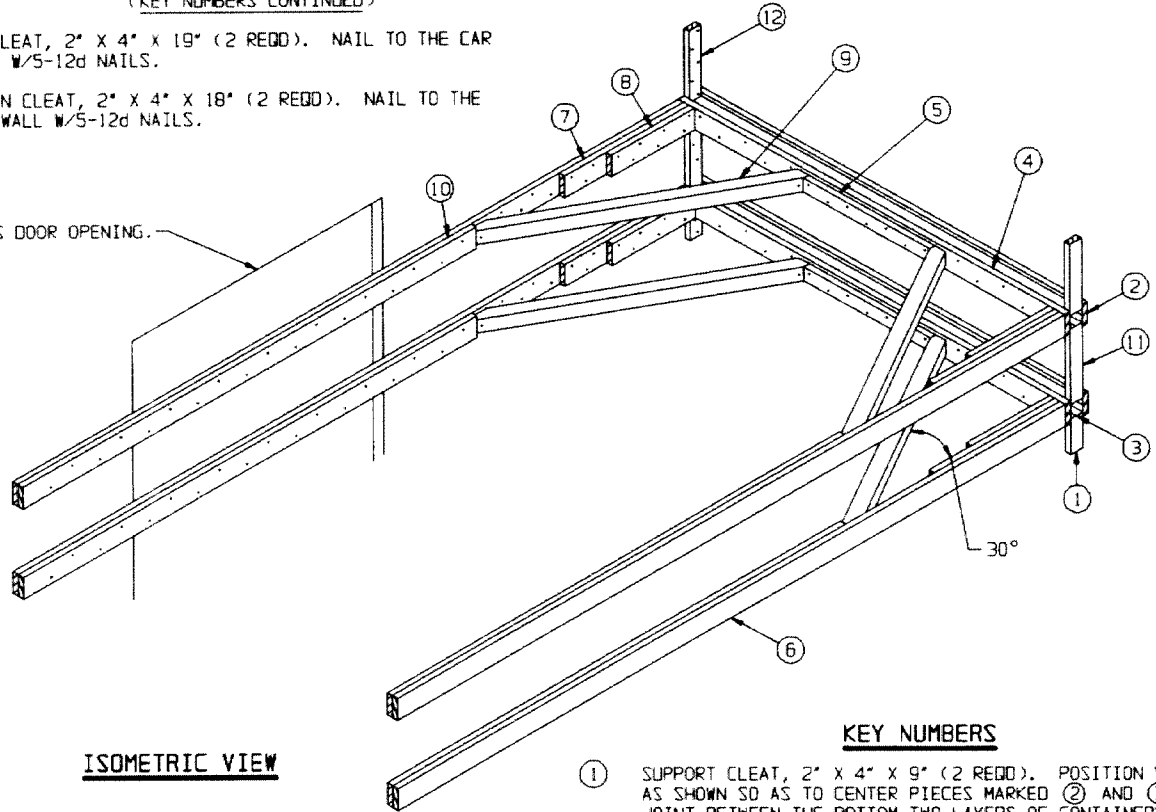 (KEY NUMBERS CONTINUED)
CLEAT, 2" X 4" X 19" (2 REQD). NAIL TO THE CAR
W/5-12d NAILS.
N CLEAT, 2" X 4" X 18" (2 REQD). NAIL TO THE
WALL W/5-12d NAILS.
S DOOR OPENING.
12
9
8
7
5
4
10
2
11
3
1
30°
6
ISOMETRIC VIEW
KEY NUMBERS
① SUPPORT CLEAT, 2" X 4" X 9" (2 REQD). POSITION
AS SHOWN SO AS TO CENTER PIECES MARKED ② AND
JOINT BETWEEN THE BOTTOM TWO LAYERS OF